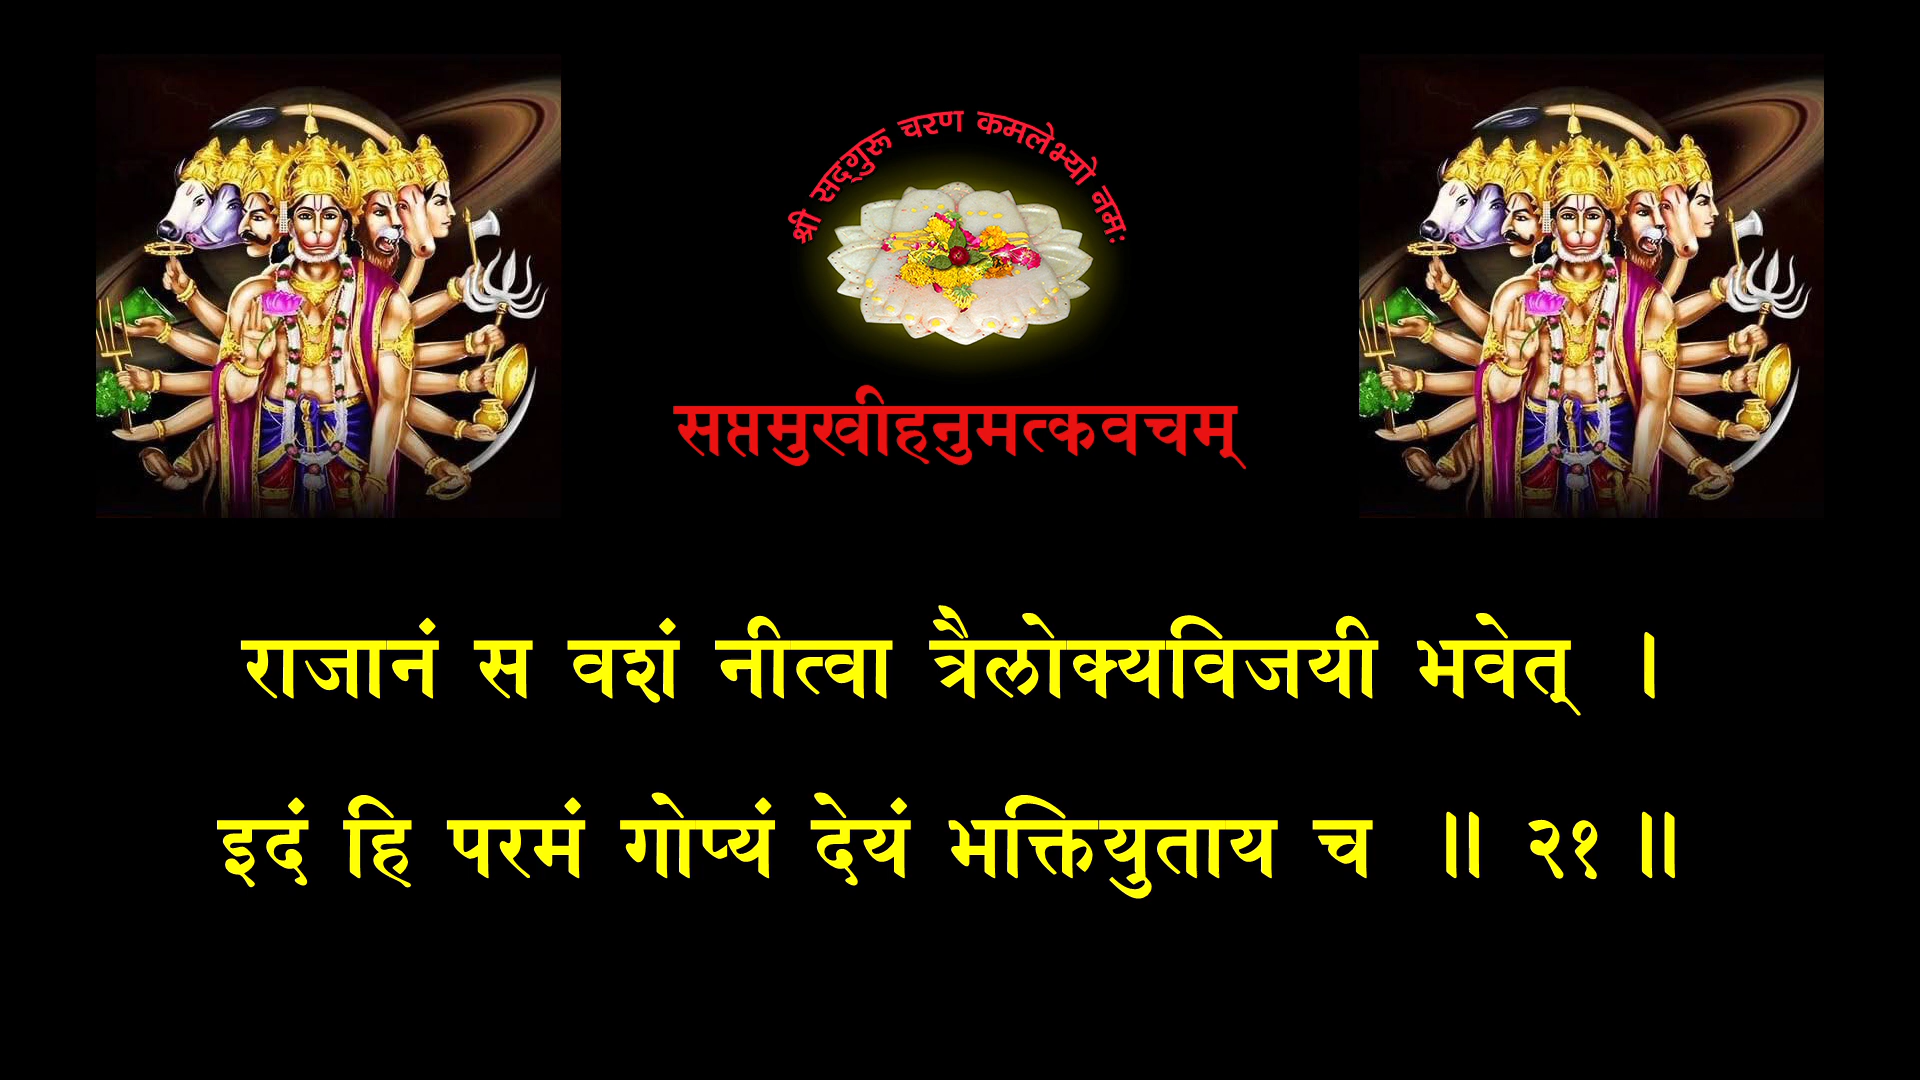 श्री सद्‌गुरू चरण कमलेभ्यो नमः
सप्तमुखीहनुमत्कवचम्
राजानं स वशं नीत्वा त्रैलोक्यविजयी भवेत् ।
इदं हि परमं गोप्यं देयं भक्तियुताय च ॥ २१ ॥